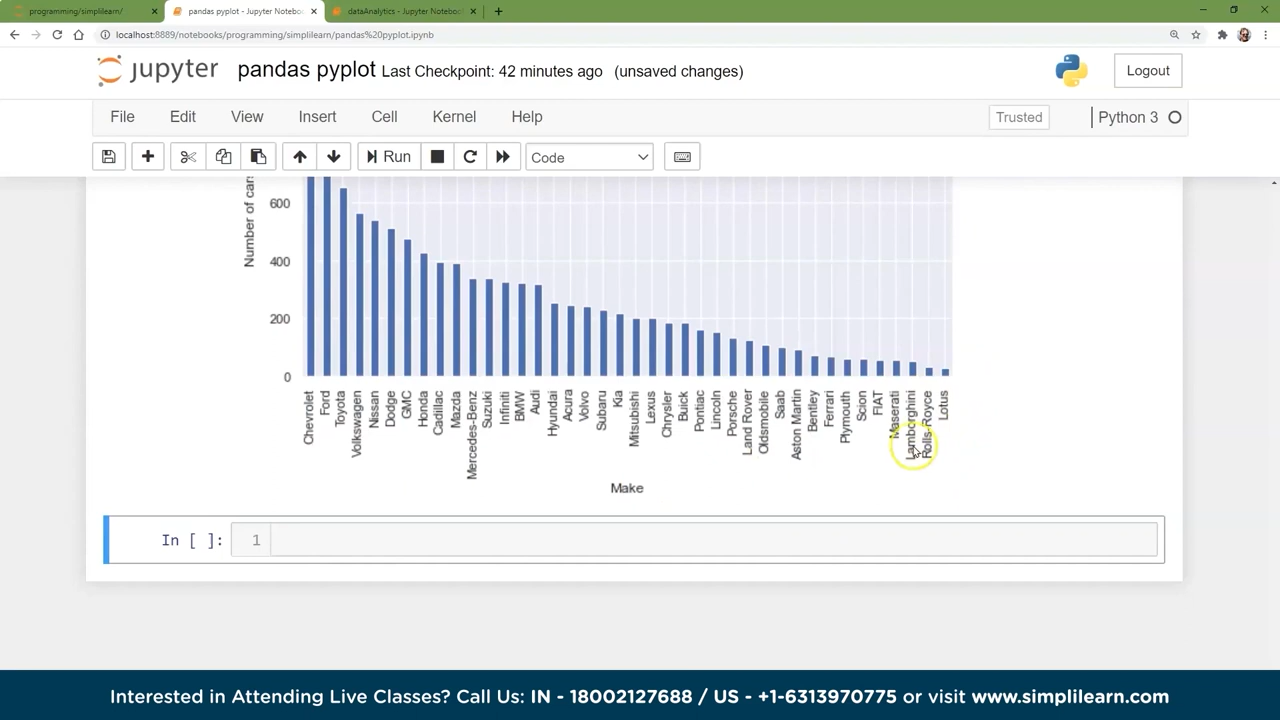 programming/simplilearn/
pandas pyplot - Jupyter Noteboo
dataAnalytics - Jupyter Noteboo
localhost:8889/notebooks/programming/simplilearn/pandas%20pyplot.ipynb
jupyter pandas pyplot Last Checkpoint: 42 minutes ago (unsaved changes)
Logout
File Edit View Insert Cell Kernel Help
Trusted
Python 3
Run
Code
Number of cars
600
400
200
0
Chevrolet
Ford
Toyota
Volkswagen
Nissan
Dodge
GMC
Honda
Cadillac
Mazda
Mercedes-Benz
Suzuki
Infiniti
BMW
Audi
Hyundai
Acura
Volvo
Subaru
Kia
Mitsubishi
Lexus
Chrysler
Buick
Pontiac
Lincoln
Porsche
Land Rover
Oldsmobile
Saab
Aston Martin
Bentley
Ferrari
Plymouth
Scion
FIAT
Maserati
Lamborghini
Rolls-Royce
Lotus
Make
In [ ]: 1
Interested in Attending Live Classes? Call Us: IN - 18002127688 / US - +1-6313970775 or visit www.simplilearn.com